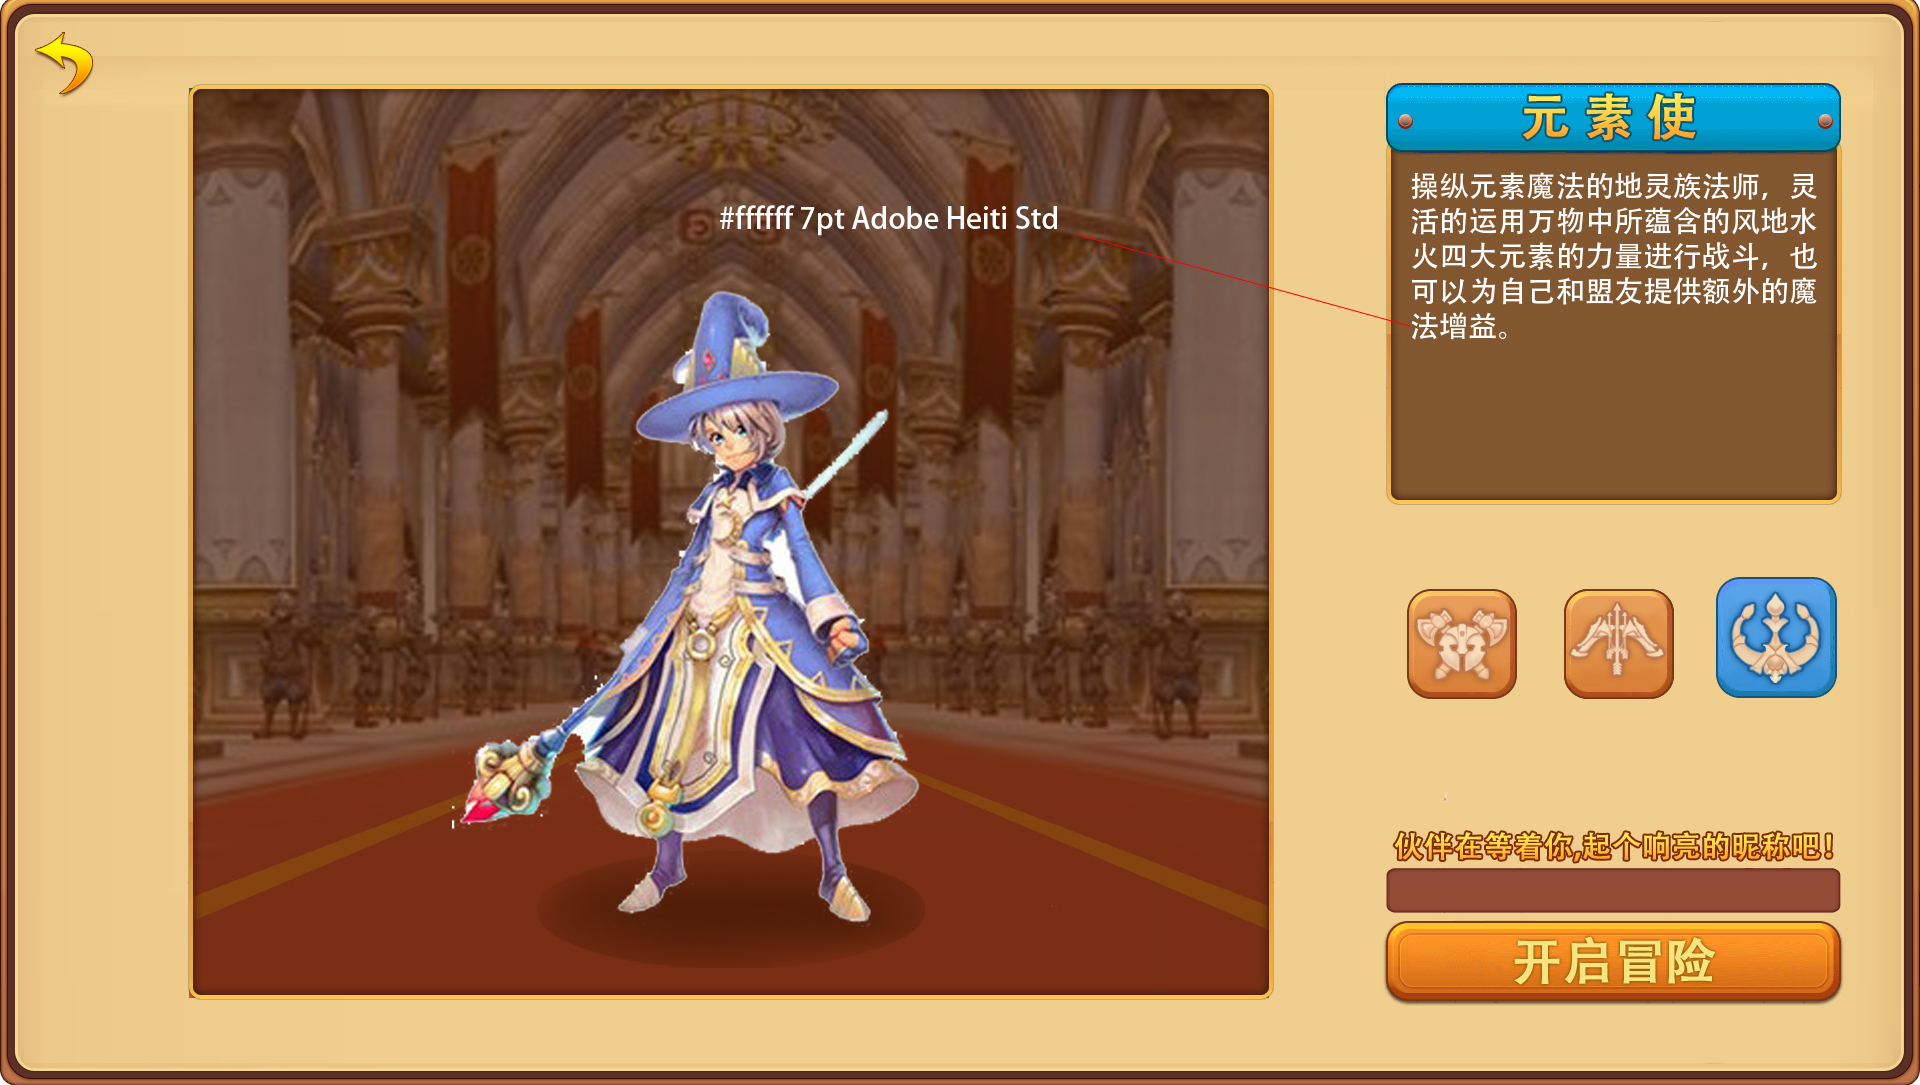 元素使
#ffffff 7pt Adobe Heiti Std
操纵元素魔法的地灵族法师，灵
活的运用万物中所蕴含的风地水
火四大元素的力量进行战斗，也
可以为自己和盟友提供额外的魔
法增益。
伙伴在等着你,起个响亮的昵称吧!
开启冒险